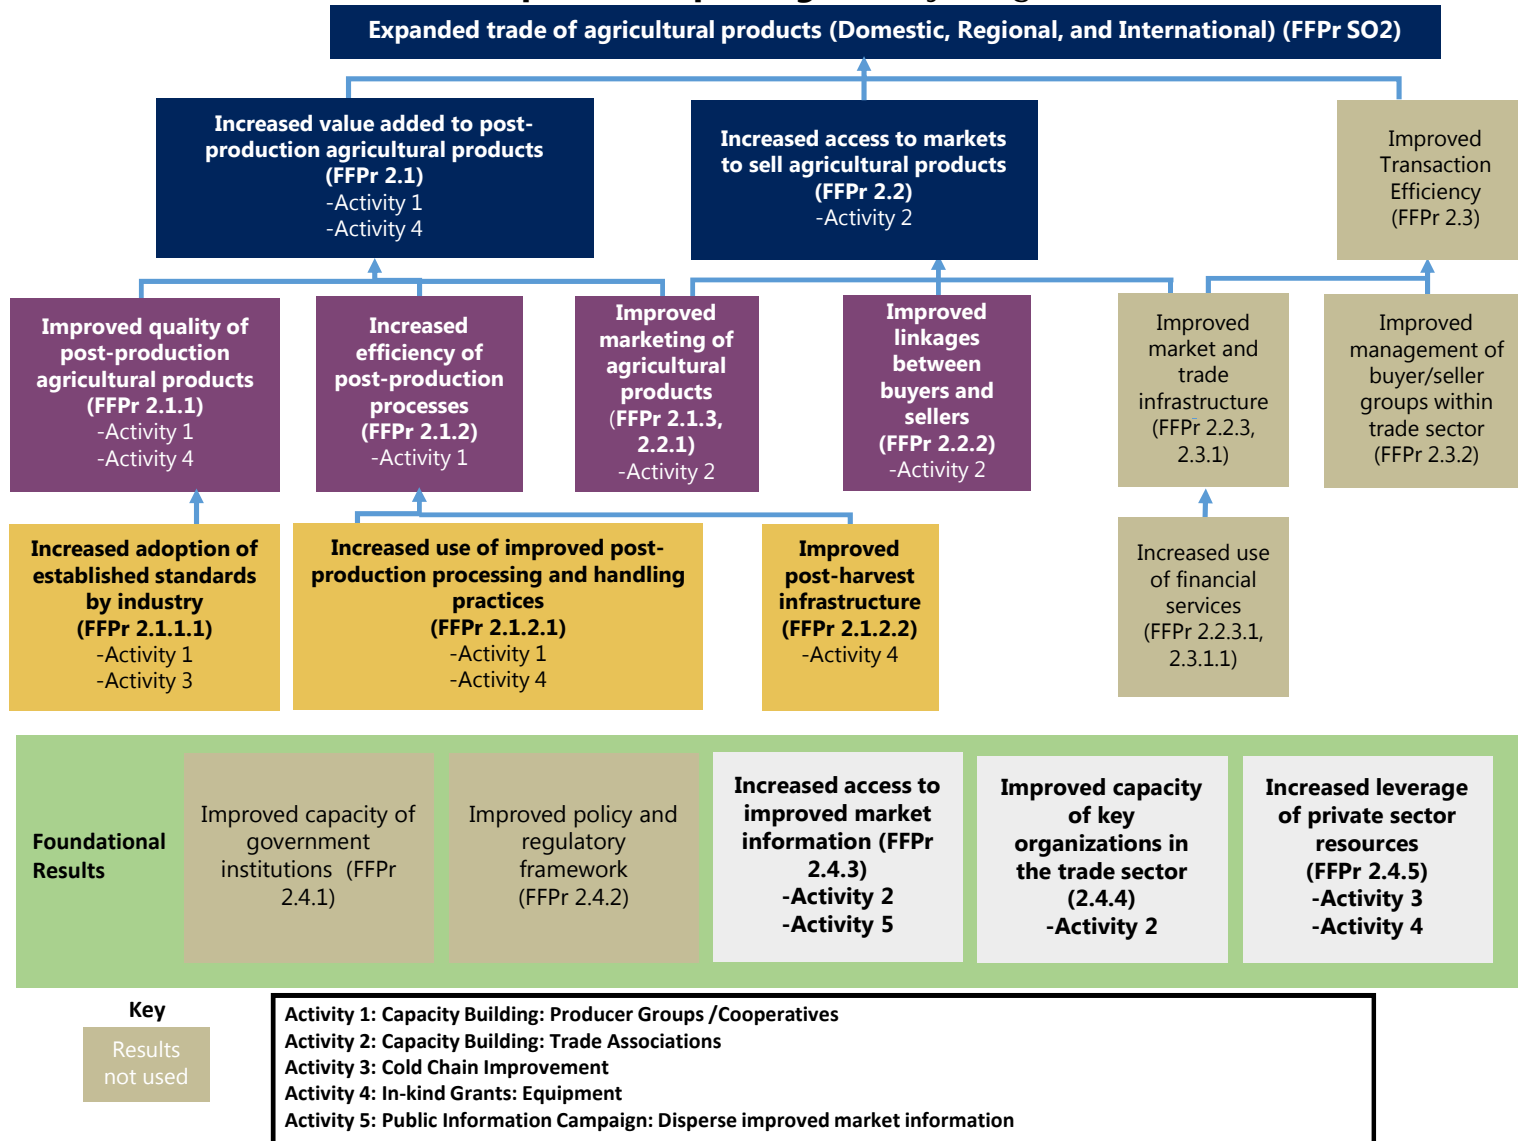 Expanded trade of agricultural products (Domestic, Regional, and International) (FFPr SO2)
Increased value added to post-
production agricultural products
(FFPr 2.1)
-Activity 1
-Activity 4
Increased access to markets
to sell agricultural products
(FFPr 2.2)
-Activity 2
Improved
Transaction
Efficiency
(FFPr 2.3)
Improved quality of
post-production
agricultural products
(FFPr 2.1.1)
-Activity 1
-Activity 4
Increased
efficiency of
post-production
processes
(FFPr 2.1.2)
-Activity 1
Improved
marketing of
agricultural
products
(FFPr 2.1.3,
2.2.1)
-Activity 2
Improved
linkages
between
buyers and
sellers
(FFPr 2.2.2)
-Activity 2
Improved
market and
trade
infrastructure
(FFPr 2.2.3,
2.3.1)
Improved
management of
buyer/seller
groups within
trade sector
(FFPr 2.3.2)
Increased adoption of
established standards
by industry
(FFPr 2.1.1.1)
-Activity 1
-Activity 3
Increased use of improved post-
production processing and handling
practices
(FFPr 2.1.2.1)
-Activity 1
-Activity 4
Improved
post-harvest
infrastructure
(FFPr 2.1.2.2)
-Activity 4
Increased use
of financial
services
(FFPr 2.2.3.1,
2.3.1.1)
Foundational
Results
Improved capacity of
government
institutions (FFPr
2.4.1)
Improved policy and
regulatory
framework
(FFPr 2.4.2)
Increased access to
improved market
information (FFPr
2.4.3)
-Activity 2
-Activity 5
Improved capacity
of key
organizations in
the trade sector
(2.4.4)
-Activity 2
Increased leverage
of private sector
resources
(FFPr 2.4.5)
-Activity 3
-Activity 4
Key
Results
not used
Activity 1: Capacity Building: Producer Groups /Cooperatives
Activity 2: Capacity Building: Trade Associations
Activity 3: Cold Chain Improvement
Activity 4: In-kind Grants: Equipment
Activity 5: Public Information Campaign: Disperse improved market information